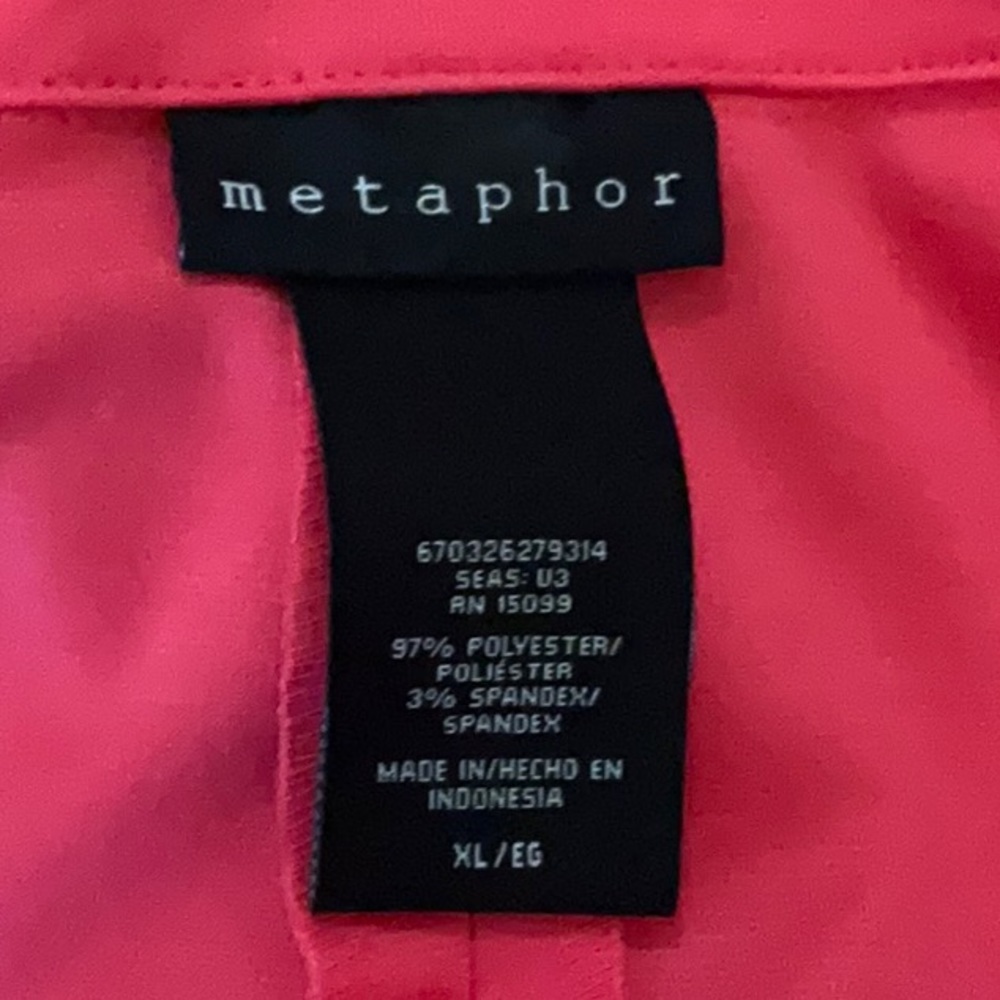 metaphor
670326279314
SEAS: U3
RN 15099
97% POLYESTER/
POLIÉSTER
3% SPANDEX/
SPANDEX
MADE IN/HECHO EN
INDONESIA
XL/EG